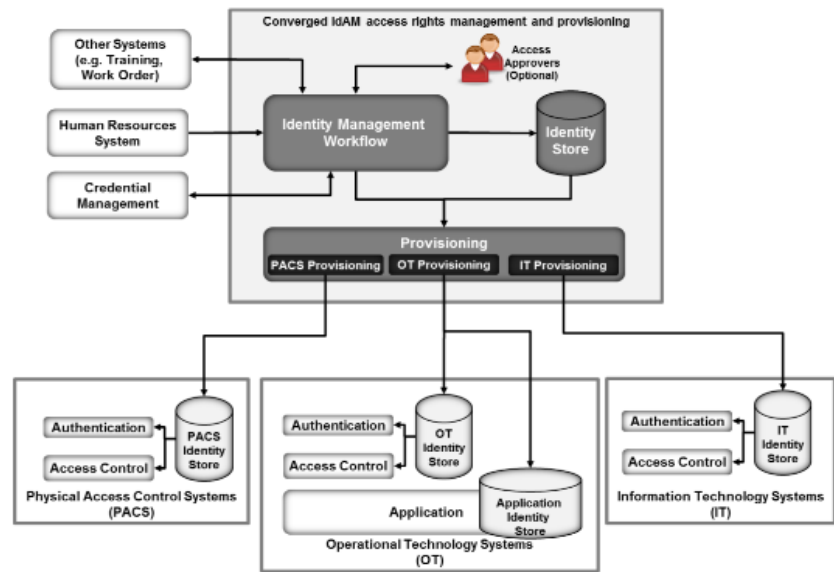 Converged IdAM access rights management and provisioning
Other Systems
(e.g. Training,
Work Order)
Access
Approvers
(Optional)
Human Resources
System
Identity Management
Workflow
Identity
Store
Credential
Management
Provisioning
PACS Provisioning
OT Provisioning
IT Provisioning
Authentication
Access Control
PACS
Identity
Store
Physical Access Control Systems
(PACS)
Authentication
Access Control
OT
Identity
Store
Application
Application
Identity
Store
Operational Technology Systems
(OT)
Authentication
Access Control
IT
Identity
Store
Information Technology Systems
(IT)